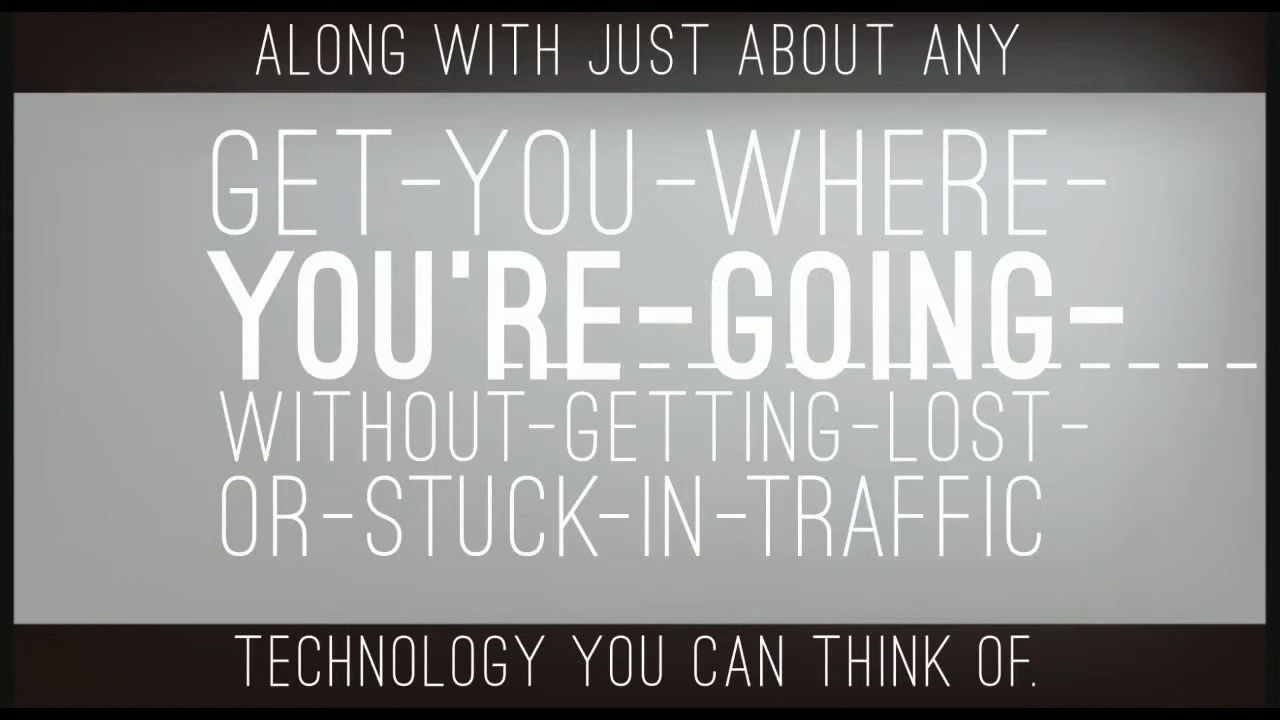 ALONG WITH JUST ABOUT ANY
GET-YOU-WHERE-
YOU'RE-GOING-
WITHOUT-GETTING-LOST-
OR-STUCK-IN-TRAFFIC
TECHNOLOGY YOU CAN THINK OF.